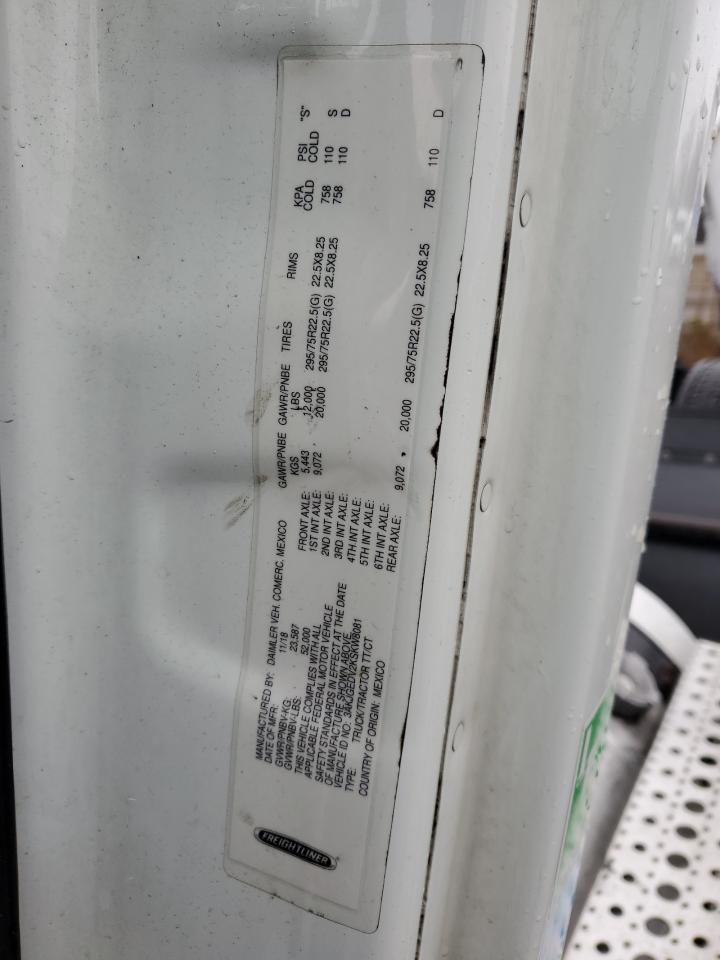 FREIGHTLINER
MANUFACTURED BY: DAIMLER VEH. COMERC. MEXICO
DATE OF MFR: 11/18
GVWR/PNBV-KG: 23,587
GVWR/PNBV-LBS: 52,000
THIS VEHICLE COMPLIES WITH ALL
APPLICABLE FEDERAL MOTOR VEHICLE
SAFETY STANDARDS IN EFFECT AT THE DATE
OF MANUFACTURE SHOWN ABOVE
VEHICLE ID NO.: 3AKJGEDV2KSKW8081
TYPE: TRUCK/TRACTOR TT/CT
COUNTRY OF ORIGIN: MEXICO
GAWR/PNBE KGS GAWR/PNBE LBS TIRES RIMS KPA COLD PSI COLD "S"
FRONT AXLE: 5,443 12,000 295/75R22.5(G) 22.5X8.25 758 110 S
1ST INT AXLE: 9,072 20,000 295/75R22.5(G) 22.5X8.25 758 110 D
2ND INT AXLE:
3RD INT AXLE:
4TH INT AXLE:
5TH INT AXLE:
6TH INT AXLE:
REAR AXLE: 9,072 20,000 295/75R22.5(G) 22.5X8.25 758 110 D